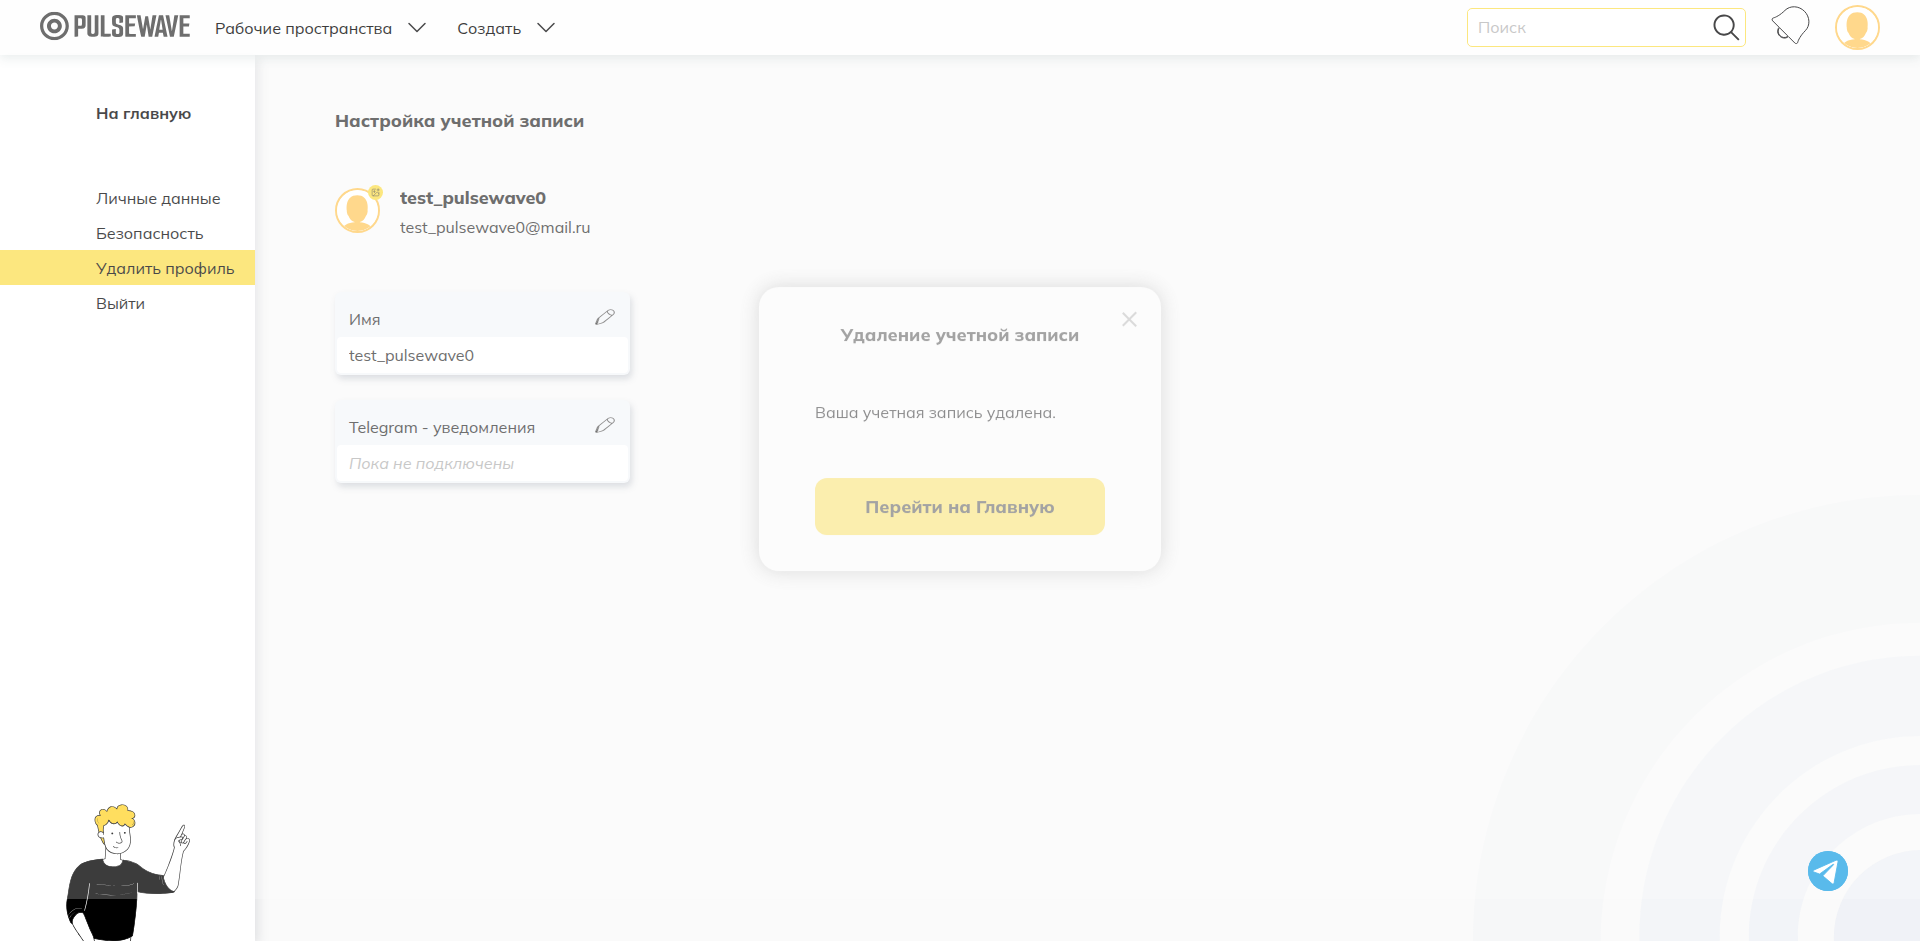 PULSEWAVE
Рабочие пространства
Создать
Поиск
На главную
Личные данные
Безопасность
Удалить профиль
Выйти
Настройка учетной записи
test_pulsewave0
test_pulsewave0@mail.ru
Имя
test_pulsewave0
Telegram - уведомления
Пока не подключены
Удаление учетной записи
Ваша учетная запись удалена.
Перейти на Главную